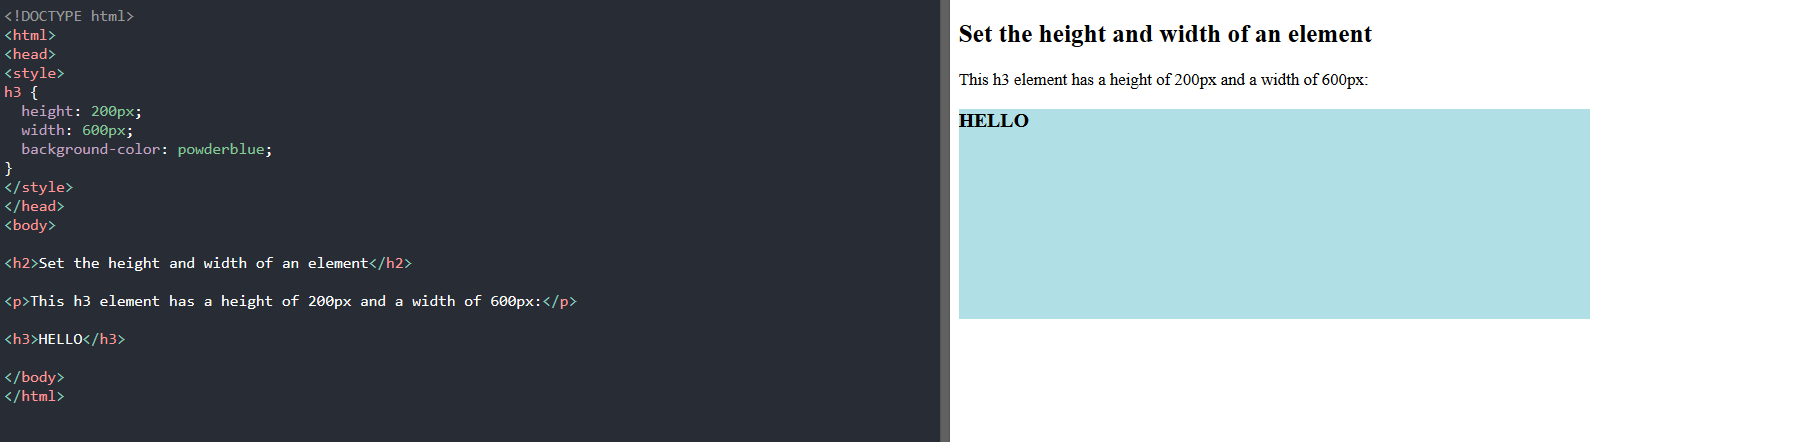 <!DOCTYPE html>
<html>
<head>
<style>
h3 {
  height: 200px;
  width: 600px;
  background-color: powderblue;
}
</style>
</head>
<body>

<h2>Set the height and width of an element</h2>

<p>This h3 element has a height of 200px and a width of 600px:</p>

<h3>HELLO</h3>

</body>
</html>
Set the height and width of an element
This h3 element has a height of 200px and a width of 600px:
HELLO